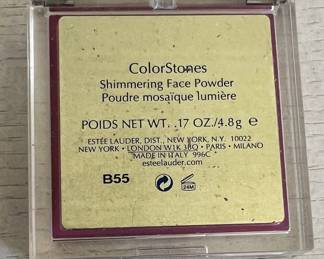 ColorStones
Shimmering Face Powder
Poudre mosaïque lumière
POIDS NET WT. .17 OZ./4.8g ℮
ESTÉE LAUDER, DIST., NEW YORK, N.Y. 10022
NEW YORK • LONDON W1K 3BQ • PARIS • MILANO
MADE IN ITALY 996C
esteelauder.com
B55
24M